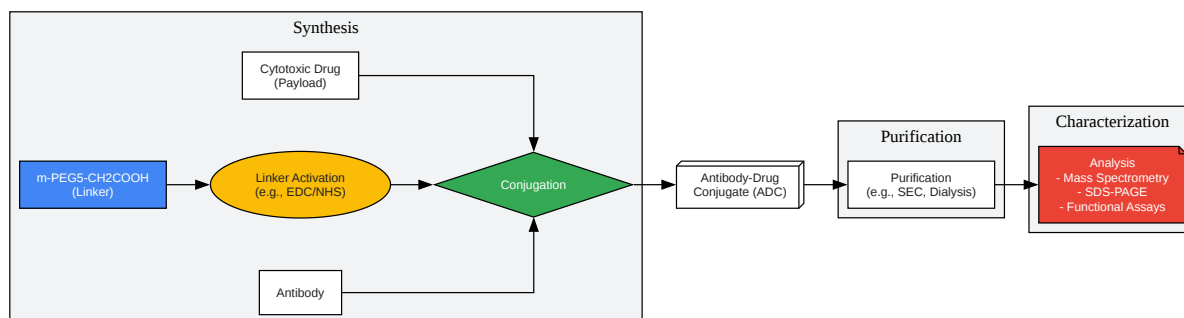 Synthesis
Cytotoxic Drug
(Payload)
m-PEG5-CH2COOH
(Linker)
Linker Activation
(e.g., EDC/NHS)
Conjugation
Antibody
Antibody-Drug
Conjugate (ADC)
Purification
Purification
(e.g., SEC, Dialysis)
Characterization
Analysis
- Mass Spectrometry
- SDS-PAGE
- Functional Assays